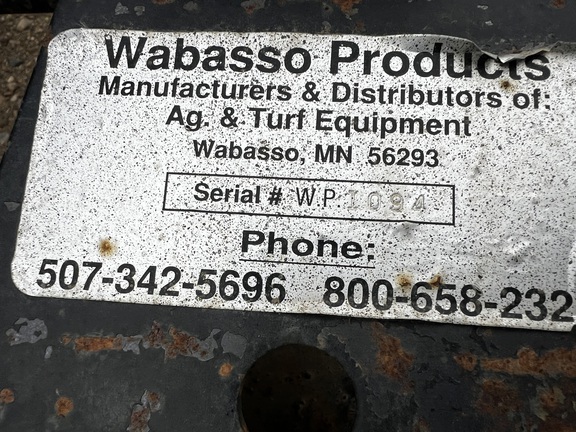 Wabasso Products
Manufacturers & Distributors of:
Ag. & Turf Equipment
Wabasso, MN 56293
Serial # WP 1094
Phone:
507-342-5696 800-658-232